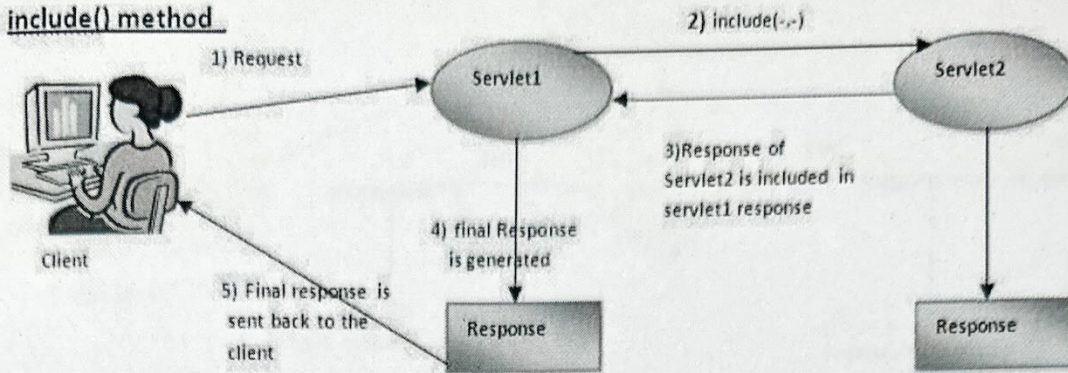 include() method
1) Request
2) include(-,-)
Servlet1
Servlet2
3)Response of
Servlet2 is included in
servlet1 response
4) final Response
is generated
Client
5) Final response is
sent back to the
client
Response
Response